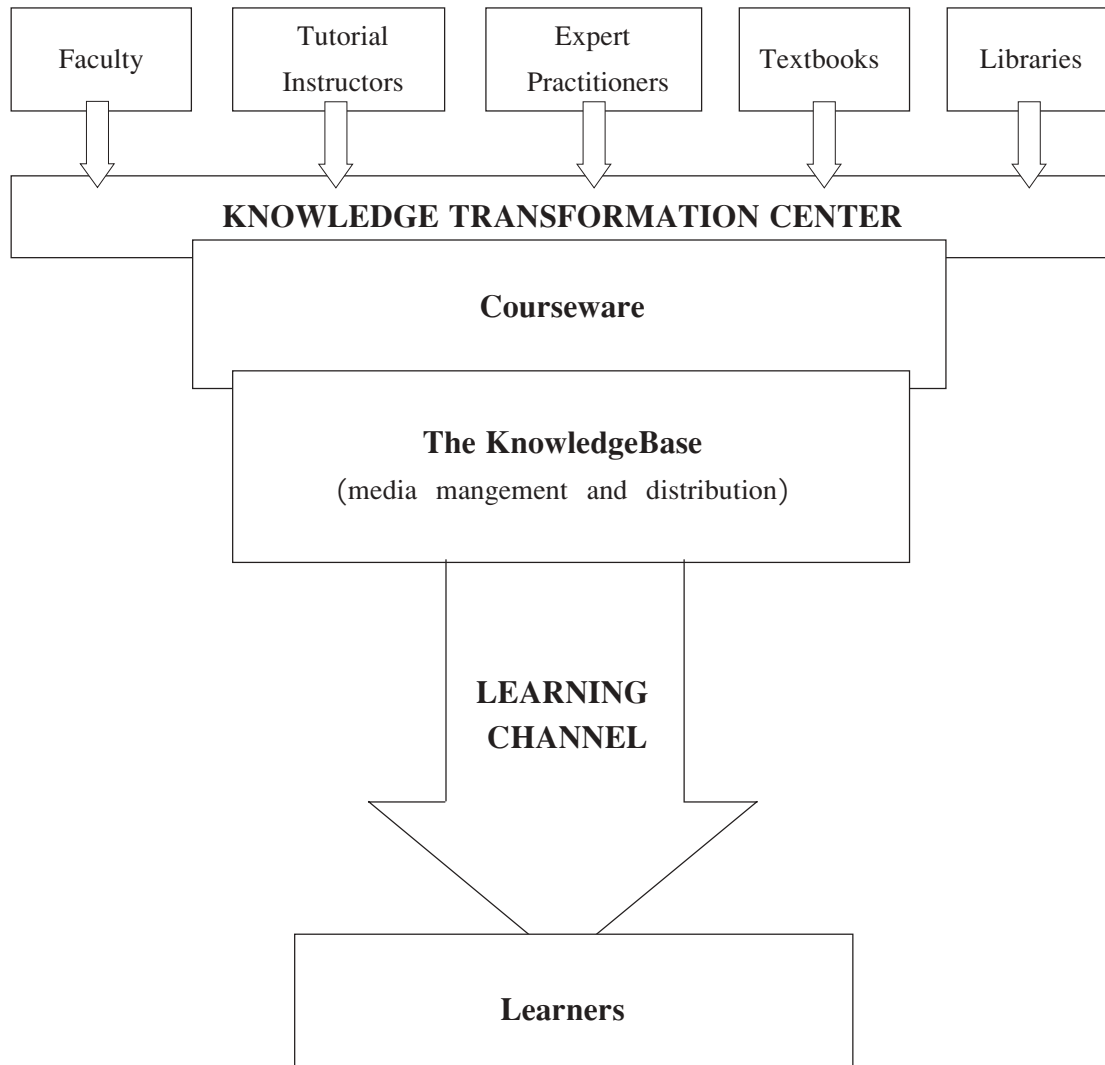 Faculty
Tutorial
Instructors
Expert
Practitioners
Textbooks
Libraries
KNOWLEDGE TRANSFORMATION CENTER
Courseware
The KnowledgeBase
(media mangement and distribution)
LEARNING
CHANNEL
Learners